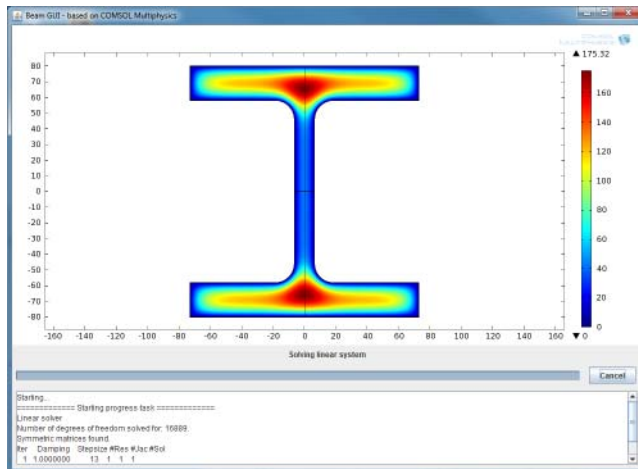 Beam GUI - based on COMSOL Multiphysics
COMSOL
MULTIPHYSICS
▲ 175.32
80
70
60
50
40
30
20
10
0
-10
-20
-30
-40
-50
-60
-70
-80
160
140
120
100
80
60
40
20
0
▼ 0
-160 -140 -120 -100 -80 -60 -40 -20 0 20 40 60 80 100 120 140 160
Solving linear system
Cancel
Starting...
============= Starting progress task =============
Linear solver
Number of degrees of freedom solved for: 16889.
Symmetric matrices found.
Iter Damping Stepsize #Res #Jac #Sol
1 1.0000000 13 1 1 1